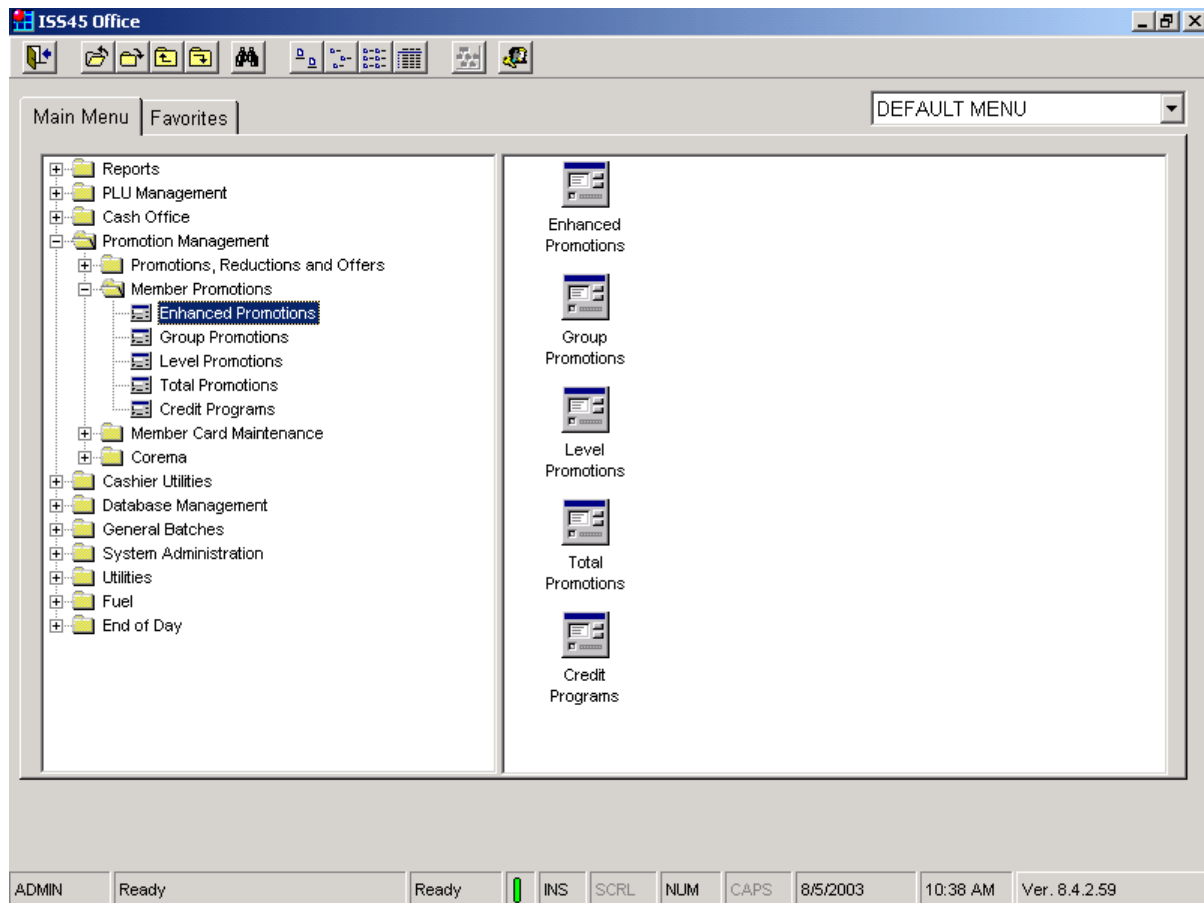 ISS45 Office
Main Menu
Favorites
DEFAULT MENU
Reports
PLU Management
Cash Office
Promotion Management
Promotions, Reductions and Offers
Member Promotions
Enhanced Promotions
Group Promotions
Level Promotions
Total Promotions
Credit Programs
Member Card Maintenance
Corema
Cashier Utilities
Database Management
General Batches
System Administration
Utilities
Fuel
End of Day
Enhanced
Promotions
Group
Promotions
Level
Promotions
Total
Promotions
Credit
Programs
ADMIN Ready Ready INS SCRL NUM CAPS 8/5/2003 10:38 AM Ver. 8.4.2.59